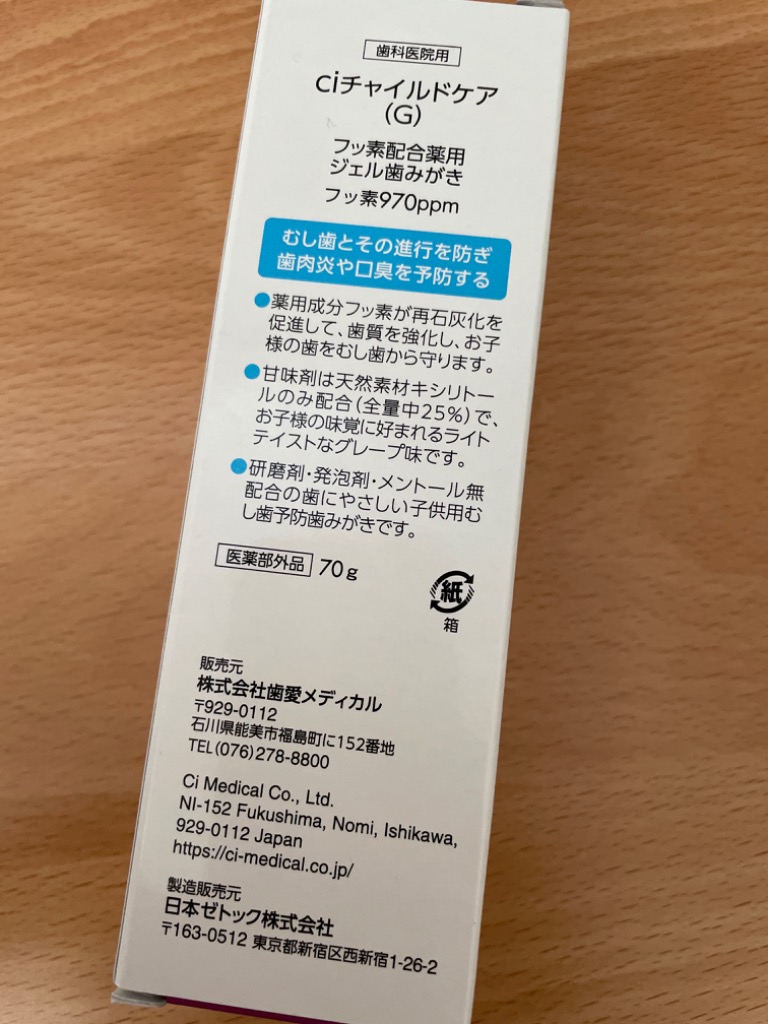 歯科医院用
ciチャイルドケア
(G)
フッ素配合薬用
ジェル歯みがき
フッ素970ppm
むし歯とその進行を防ぎ
歯肉炎や口臭を予防する
●薬用成分フッ素が再石灰化を
促進して、歯質を強化し、お子
様の歯をむし歯から守ります。
●甘味剤は天然素材キシリトー
ルのみ配合(全量中25%)で、
お子様の味覚に好まれるライト
テイストなグレープ味です。
●研磨剤・発泡剤・メントール無
配合の歯にやさしい子供用む
し歯予防歯みがきです。
医薬部外品 70g
紙
箱
販売元
株式会社歯愛メディカル
〒929-0112
石川県能美市福島町に152番地
TEL(076)278-8800
Ci Medical Co., Ltd.
NI-152 Fukushima, Nomi, Ishikawa,
929-0112 Japan
https://ci-medical.co.jp/
製造販売元
日本ゼトック株式会社
〒163-0512 東京都新宿区西新宿1-26-2